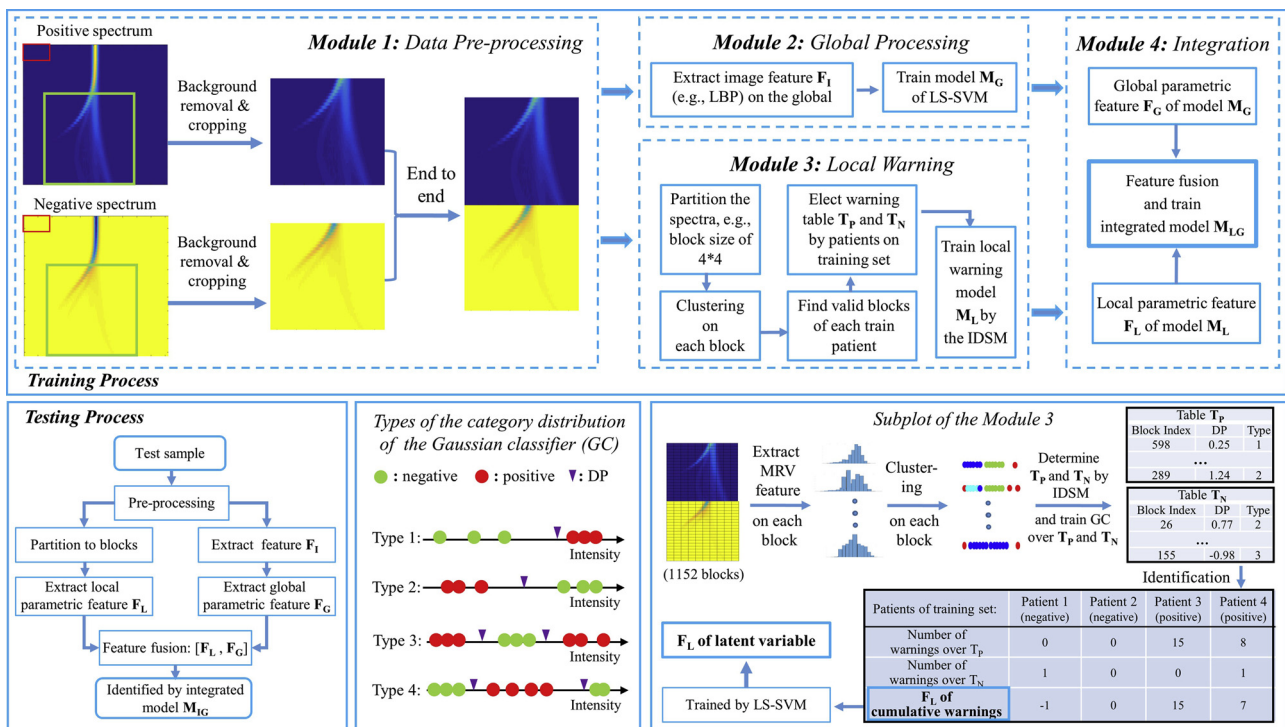 Module 1: Data Pre-processing
Positive spectrum
Background
removal &
cropping
Negative spectrum
Background
removal &
cropping
End to
end
Training Process
Module 2: Global Processing
Extract image feature F_I
(e.g., LBP) on the global
Train model M_G
of LS-SVM
Module 3: Local Warning
Partition the
spectra, e.g.,
block size of
4*4
Clustering
on
each block
Elect warning
table T_P and T_N
by patients on
training set
Find valid blocks
of each train
patient
Train local
warning
model
M_L by
the IDSM
Module 4: Integration
Global parametric
feature F_G of model M_G
Feature fusion
and train
integrated model
M_LG
Local parametric feature
F_L of model M_L
Testing Process
Test sample
Pre-processing
Partition to blocks
Extract feature F_I
Extract local
parametric feature F_L
Extract global
parametric feature F_G
Feature fusion: [F_L , F_G]
Identified by integrated
model M_IG
Types of the category distribution
of the Gaussian classifier (GC)
: negative : positive : DP
Type 1:
Intensity
Type 2:
Intensity
Type 3:
Intensity
Type 4:
Intensity
Subplot of the Module 3
(1152 blocks)
Extract
MRV
feature
on each
block
Cluster-
ing
on each
block
Determine
T_P and T_N by
IDSM
and train GC
over T_P and T_N
Table T_P
Block Index DP Type
598 0.25 1
...
289 1.24 2
Table T_N
Block Index DP Type
26 0.77 2
...
155 -0.98 3
Identification
Patients of training set: Patient 1 (negative) Patient 2 (negative) Patient 3 (positive) Patient 4 (positive)
Number of warnings over T_P 0 0 15 8
Number of warnings over T_N 1 0 0 1
F_L of cumulative warnings -1 0 15 7
Trained by LS-SVM
F_L of latent variable